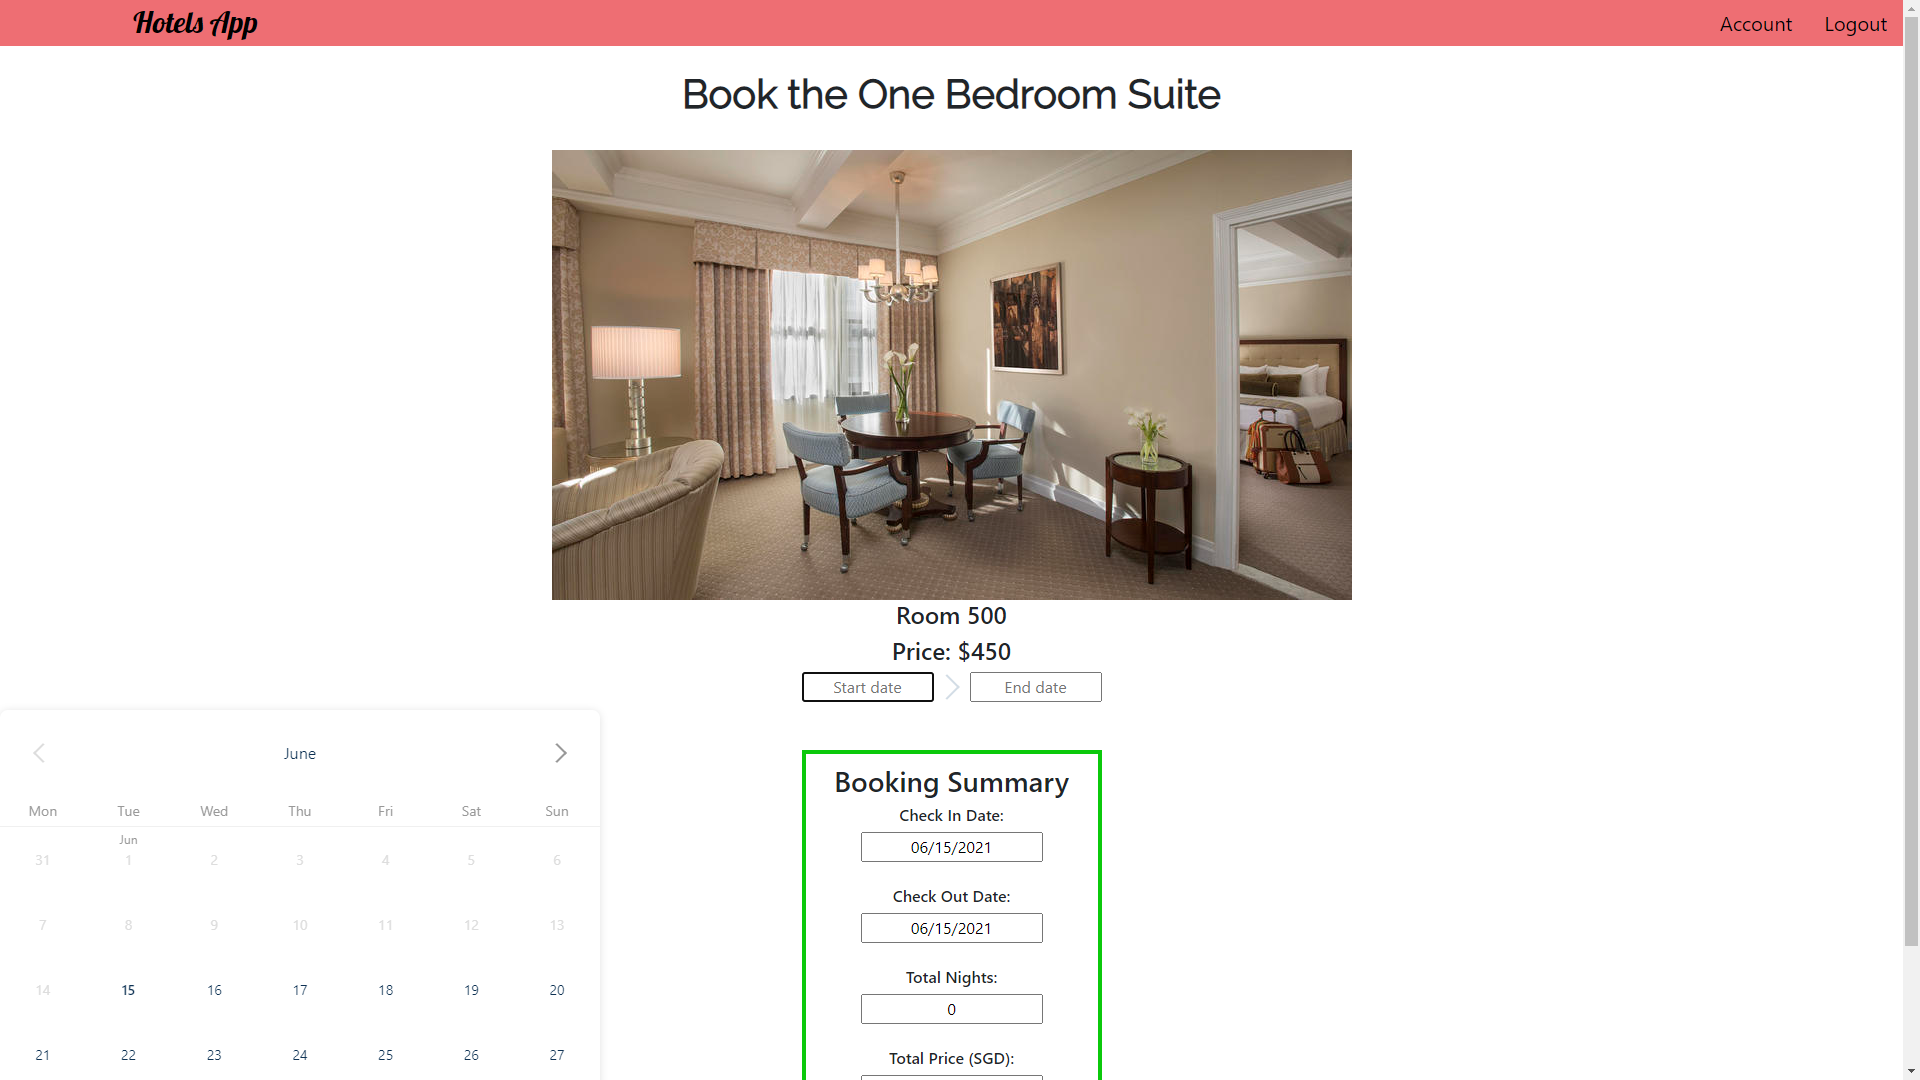 Hotels App
Account
Logout
Book the One Bedroom Suite
Room 500
Price: $450
Start date
End date
June
Mon Tue Wed Thu Fri Sat Sun
Jun
31 1 2 3 4 5 6
7 8 9 10 11 12 13
14 15 16 17 18 19 20
21 22 23 24 25 26 27
Booking Summary
Check In Date:
06/15/2021
Check Out Date:
06/15/2021
Total Nights:
0
Total Price (SGD):